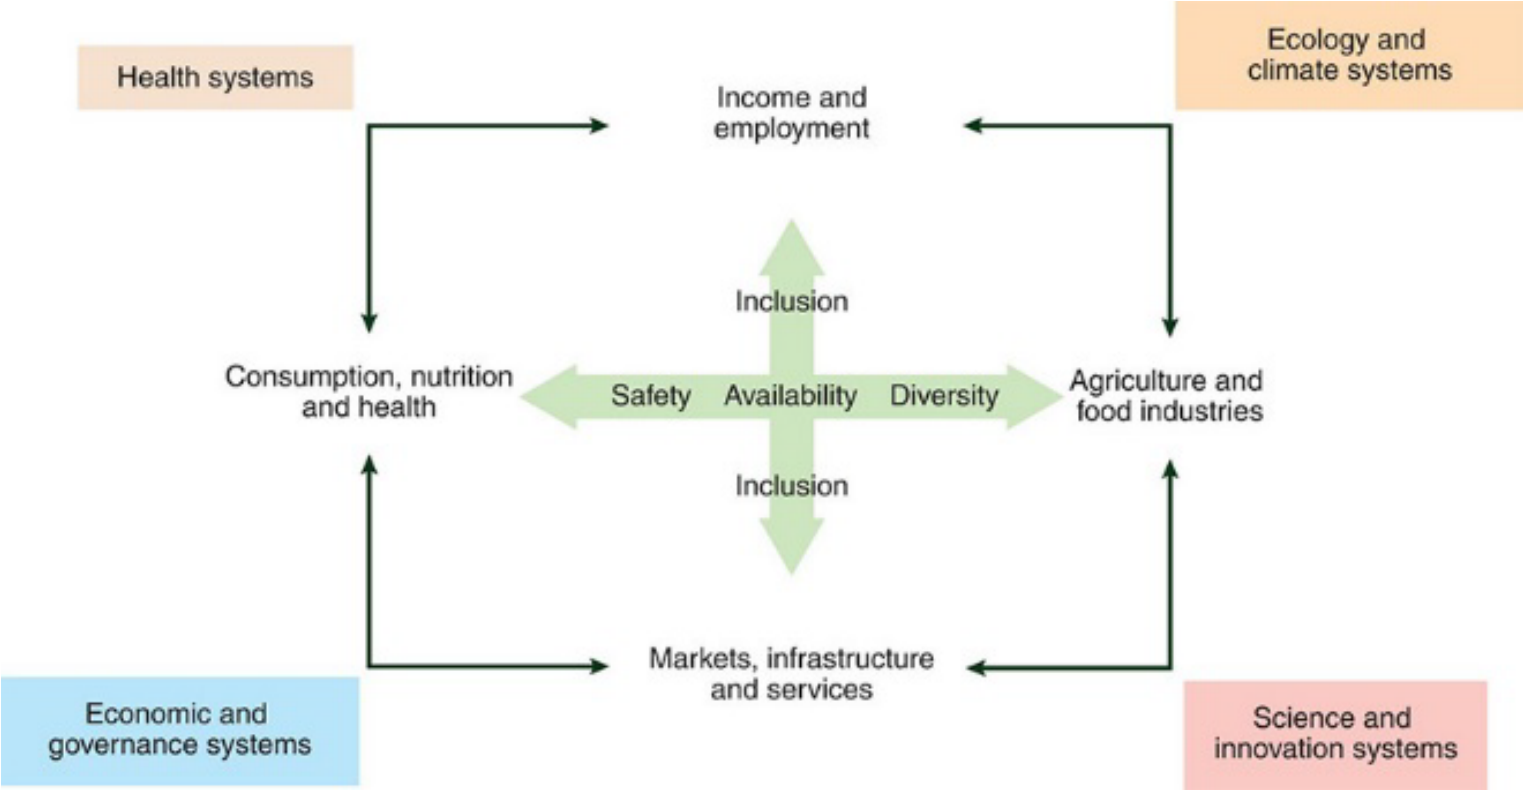 Health systems
Ecology and
climate systems
Income and
employment
Inclusion
Consumption, nutrition
and health
Safety Availability Diversity
Agriculture and
food industries
Inclusion
Markets, infrastructure
and services
Economic and
governance systems
Science and
innovation systems